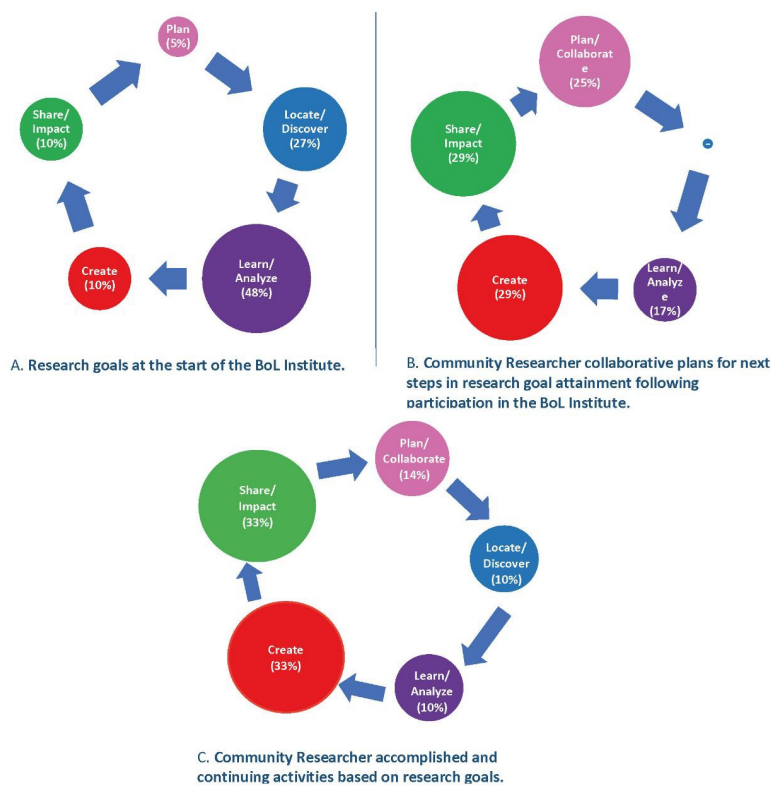 Plan
(5%)
Locate/
Discover
(27%)
Learn/
Analyze
(48%)
Create
(10%)
Share/
Impact
(10%)
A. Research goals at the start of the BoL Institute.
Plan/
Collaborat
e
(25%)
Learn/
Analyz
e
(17%)
Create
(29%)
Share/
Impact
(29%)
B. Community Researcher collaborative plans for next
steps in research goal attainment following
participation in the BoL Institute.
Plan/
Collaborate
(14%)
Locate/
Discover
(10%)
Learn/
Analyze
(10%)
Create
(33%)
Share/
Impact
(33%)
C. Community Researcher accomplished and
continuing activities based on research goals.